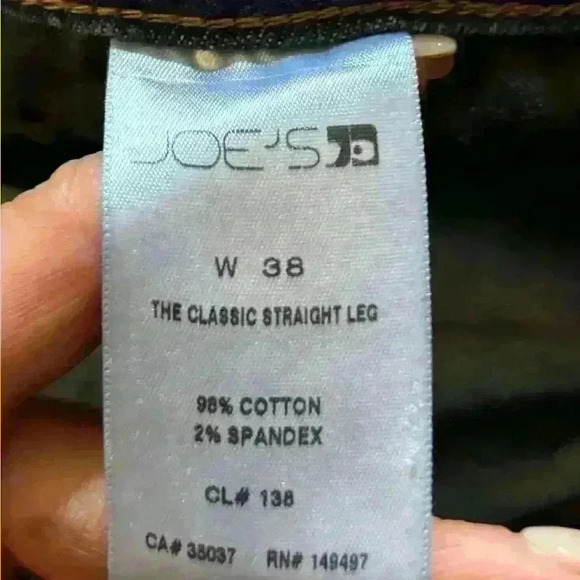 JOE'S
W 38
THE CLASSIC STRAIGHT LEG
98% COTTON
2% SPANDEX
CL# 138
CA# 38037 RN# 149497